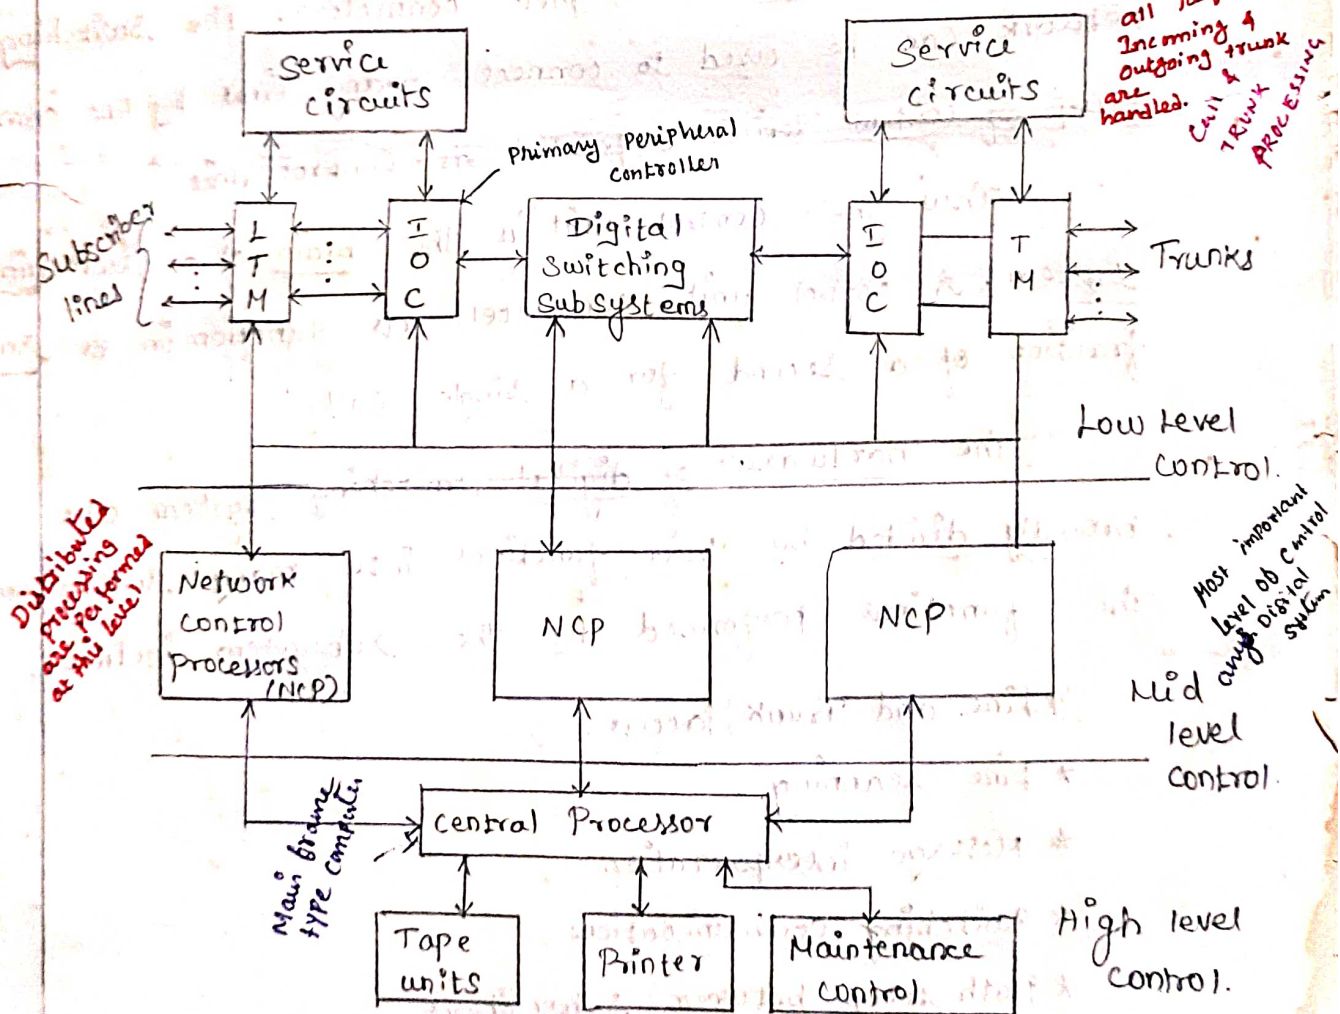 Service
circuits
Service
circuits
all
Incoming &
outgoing trunk
are
handled.
Call &
TRUNK
PROCESSING
Primary Peripheral
controller
Subscriber
lines
L
T
M
I
O
C
Digital
Switching
Subsystems
I
O
C
T
M
Trunks
Low Level
control.
Distributed
processing
are performed
at this level
Network
control
processors
(NCP)
NCP
NCP
Most important
level of control
any Digital
system
Mid
level
control.
Main frame
type computer
central Processor
Tape
units
Printer
Maintenance
control
High level
control.